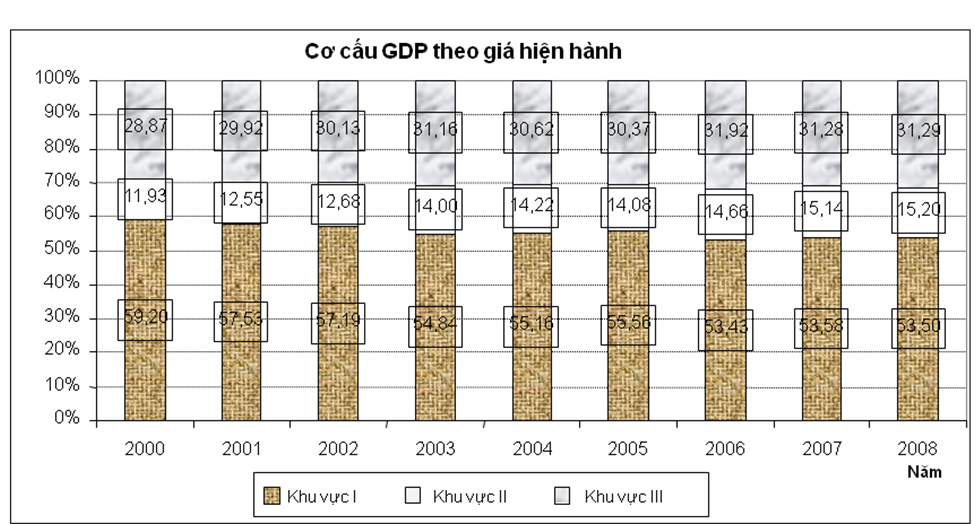 Cơ cấu GDP theo giá hiện hành
100%
90%
80%
70%
60%
50%
40%
30%
20%
10%
0%
28,87 29,92 30,13 31,16 30,62 30,37 31,92 31,28 31,29
11,93 12,55 12,68 14,00 14,22 14,08 14,66 15,14 15,20
59,20 57,53 57,19 54,84 55,16 55,56 53,43 53,58 53,50
2000 2001 2002 2003 2004 2005 2006 2007 2008
Năm
Khu vực I Khu vực II Khu vực III